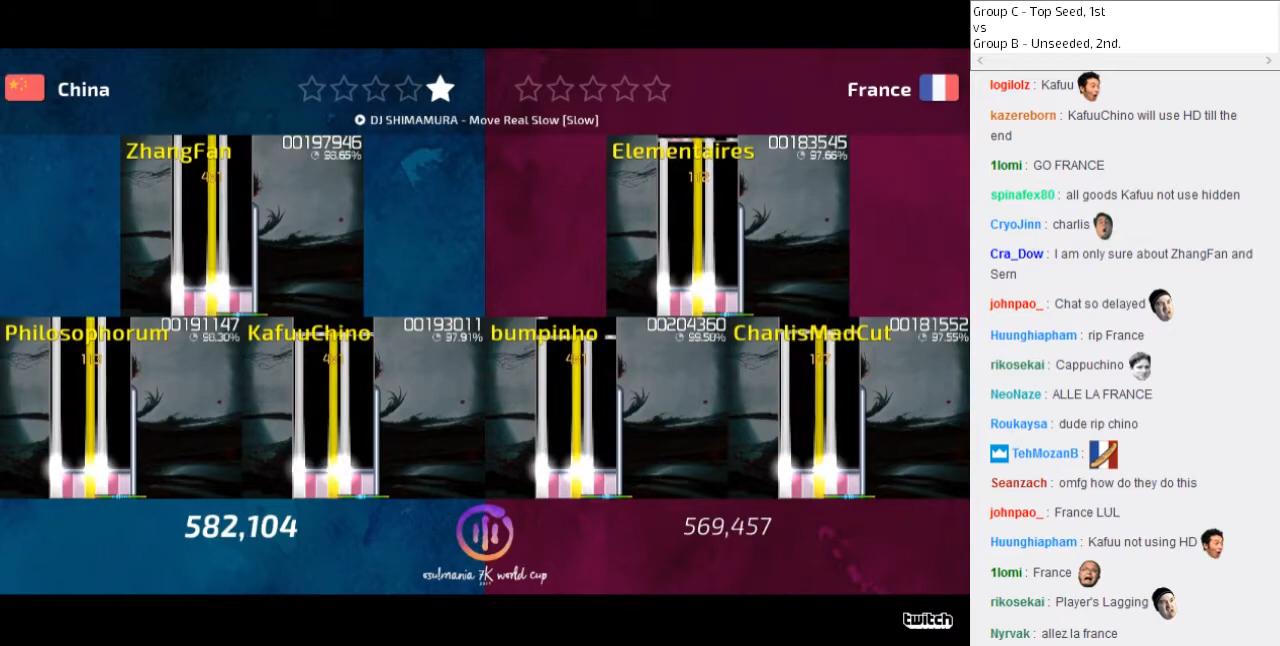 China
France
DJ SHIMAMURA - Move Real Slow [Slow]
ZhangFan
00197946
98.65%
Elementaires
00183545
97.66%
Philosophorum
00191147
98.30%
KafuuChino
00193011
97.91%
bumpinho
00204360
99.50%
CharlisMadCut
00181552
97.55%
582,104
569,457
osu!mania 7K world cup
twitch
Group C - Top Seed, 1st
vs
Group B - Unseeded, 2nd.
logilolz : Kafuu
kazereborn : KafuuChino will use HD till the
end
1lomi : GO FRANCE
spinafex80 : all goods Kafuu not use hidden
CryoJinn : charlis
Cra_Dow : I am only sure about ZhangFan and
Sern
johnpao_ : Chat so delayed
Huunghiapham : rip France
rikosekai : Cappuchino
NeoNaze : ALLE LA FRANCE
Roukaysa : dude rip chino
TehMozanB :
Seanzach : omfg how do they do this
johnpao_ : France LUL
Huunghiapham : Kafuu not using HD
1lomi : France
rikosekai : Player's Lagging
Nyrvak : allez la france